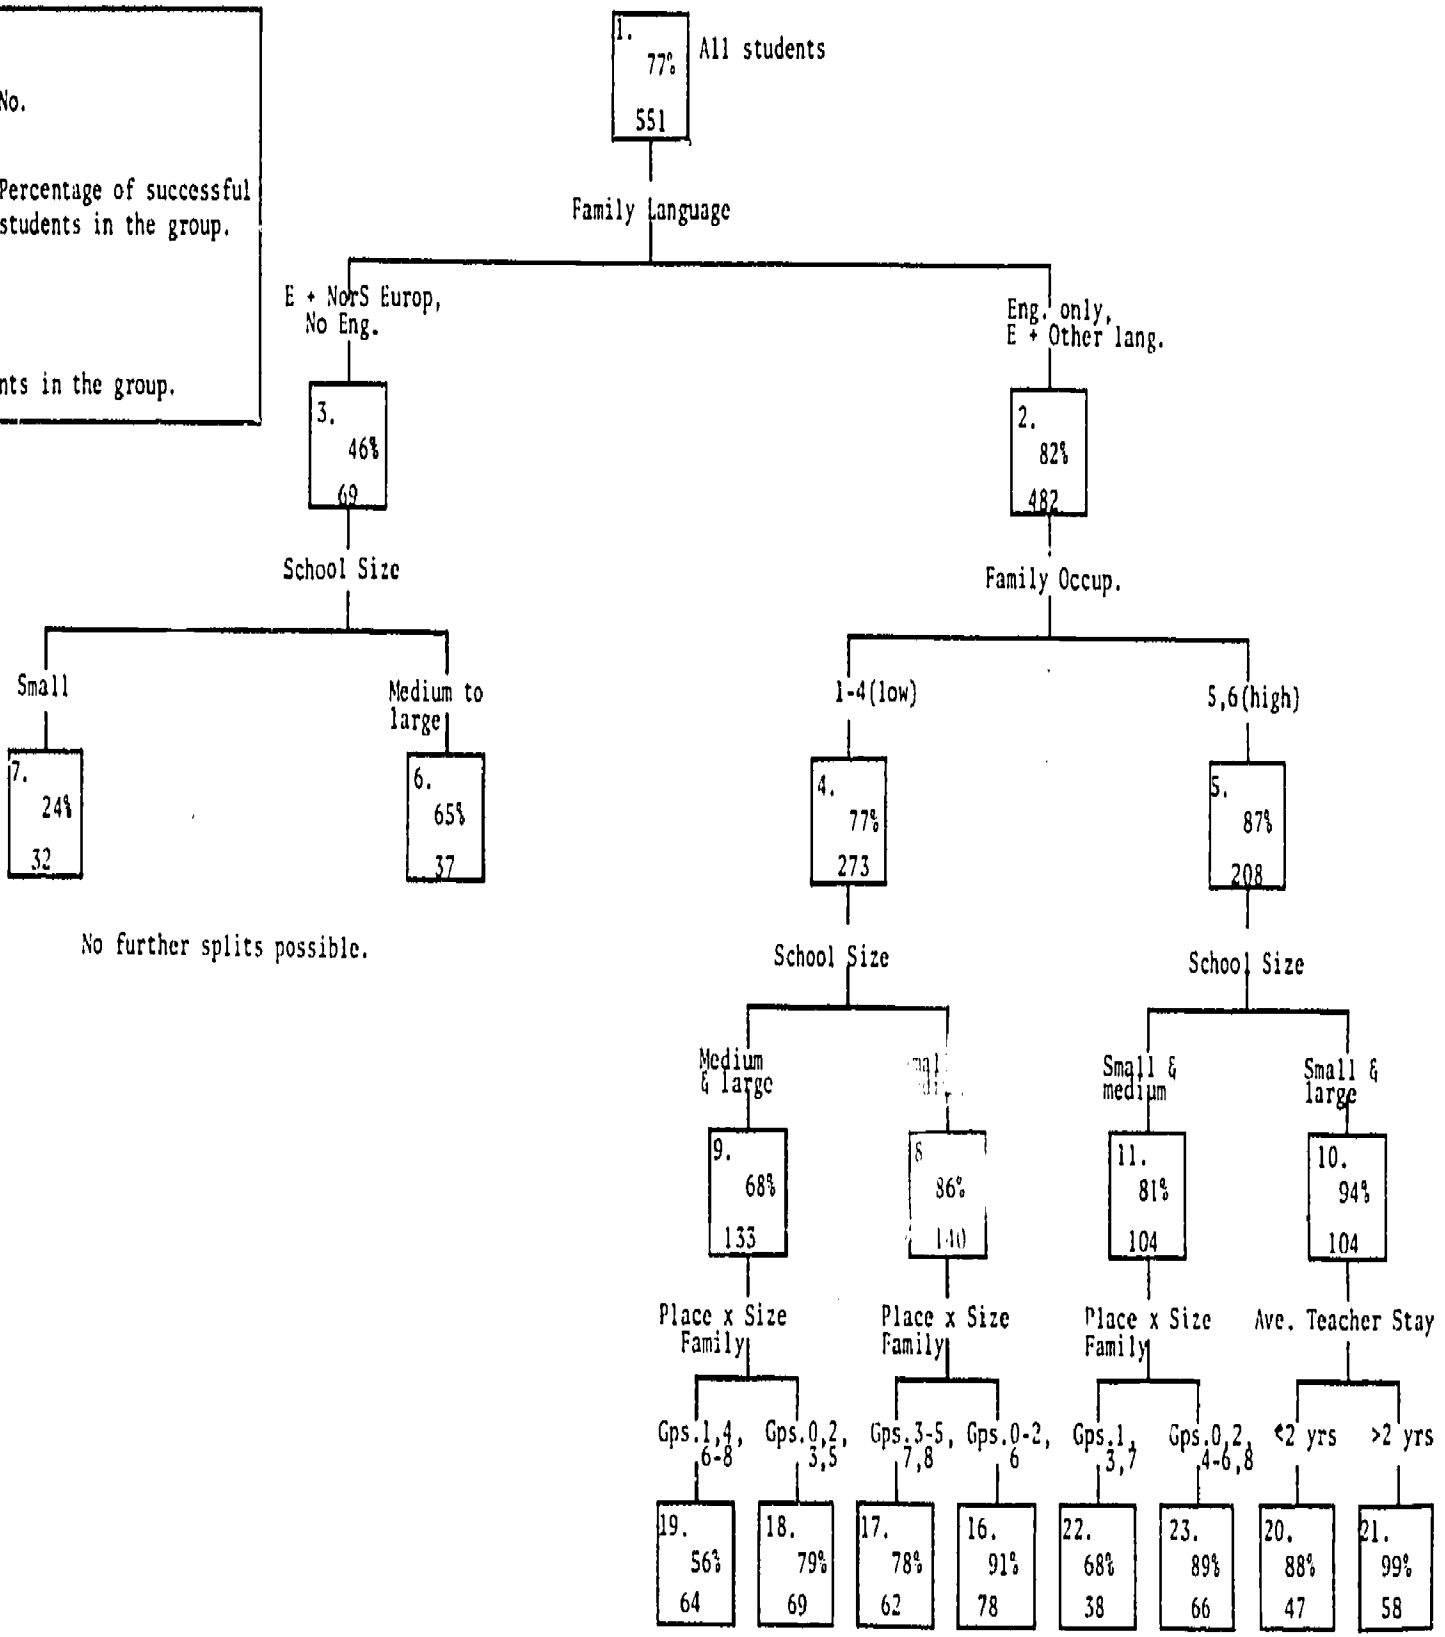 No.
Percentage of successful
students in the group.
nts in the group.
1.
77%
551
All students
Family Language
E + NorS Europ,
No Eng.
Eng. only,
E + Other lang.
3.
46%
69
2.
82%
482
School Size
Family Occup.
Small
Medium to
large
1-4(low)
5,6(high)
7.
24%
32
6.
65%
37
4.
77%
273
5.
87%
208
No further splits possible.
School Size
School Size
Medium
& large
Small &
medium
Small &
large
9.
68%
133
8
86%
140
11.
81%
104
10.
94%
104
Place x Size
Family
Place x Size
Family
Place x Size
Family
Ave. Teacher Stay
Gps.1,4,
6-8
Gps.0,2,
3,5
Gps.3-5,
7,8
Gps.0-2,
6
Gps.1,
3,7
Gps.0,2,
4-6,8
<2 yrs
>2 yrs
19.
56%
64
18.
79%
69
17.
78%
62
16.
91%
78
22.
68%
38
23.
89%
66
20.
88%
47
21.
99%
58